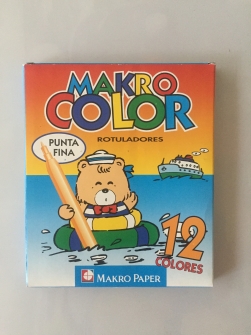 MAKRO
COLOR
ROTULADORES
PUNTA
FINA
12
COLORES
MAKRO PAPER